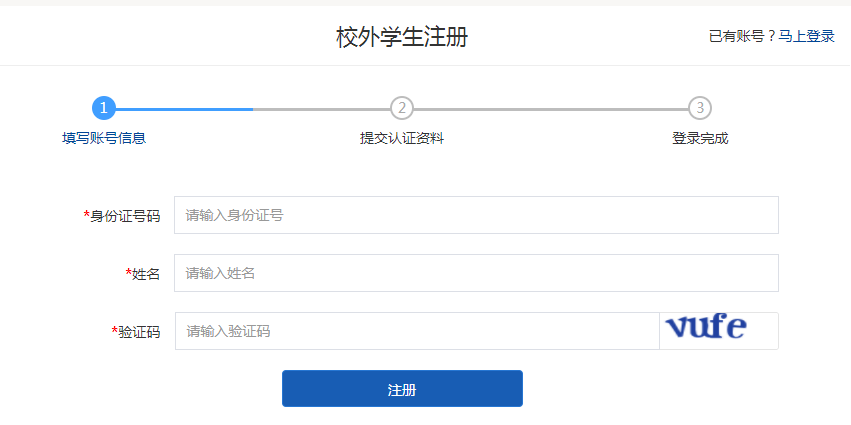 校外学生注册
已有账号？马上登录
1
2
3
填写账号信息
提交认证资料
登录完成
*身份证号码
请输入身份证号
*姓名
请输入姓名
*验证码
请输入验证码
vufe
注册